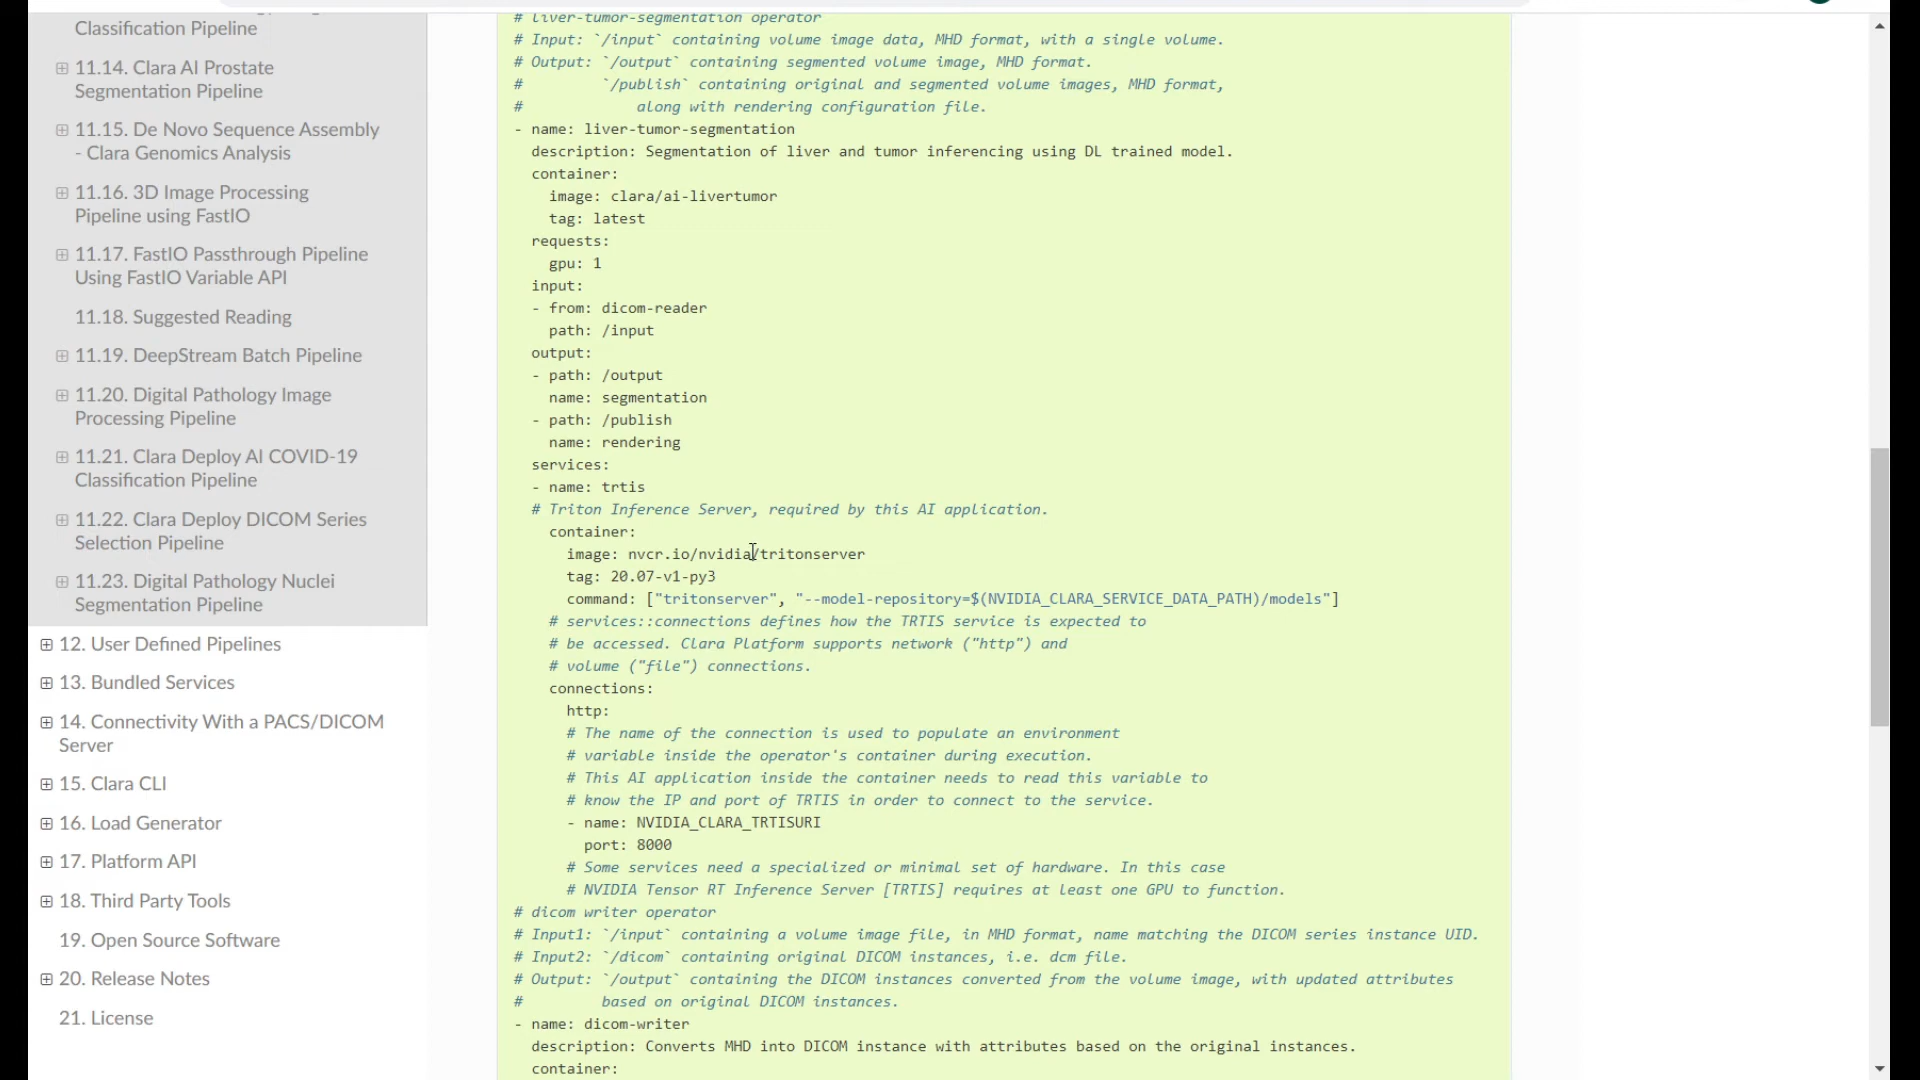 Classification Pipeline
11.14. Clara AI Prostate
Segmentation Pipeline
11.15. De Novo Sequence Assembly
- Clara Genomics Analysis
11.16. 3D Image Processing
Pipeline using FastIO
11.17. FastIO Passthrough Pipeline
Using FastIO Variable API
11.18. Suggested Reading
11.19. DeepStream Batch Pipeline
11.20. Digital Pathology Image
Processing Pipeline
11.21. Clara Deploy AI COVID-19
Classification Pipeline
11.22. Clara Deploy DICOM Series
Selection Pipeline
11.23. Digital Pathology Nuclei
Segmentation Pipeline
12. User Defined Pipelines
13. Bundled Services
14. Connectivity With a PACS/DICOM
Server
15. Clara CLI
16. Load Generator
17. Platform API
18. Third Party Tools
19. Open Source Software
20. Release Notes
21. License
# liver-tumor-segmentation operator
# Input: `/input` containing volume image data, MHD format, with a single volume.
# Output: `/output` containing segmented volume image, MHD format.
#         `/publish` containing original and segmented volume images, MHD format,
#             along with rendering configuration file.
- name: liver-tumor-segmentation
  description: Segmentation of liver and tumor inferencing using DL trained model.
  container:
    image: clara/ai-livertumor
    tag: latest
  requests:
    gpu: 1
  input:
  - from: dicom-reader
    path: /input
  output:
  - path: /output
    name: segmentation
  - path: /publish
    name: rendering
  services:
  - name: trtis
  # Triton Inference Server, required by this AI application.
    container:
      image: nvcr.io/nvidia/tritonserver
      tag: 20.07-v1-py3
      command: ["tritonserver", "--model-repository=$(NVIDIA_CLARA_SERVICE_DATA_PATH)/models"]
    # services::connections defines how the TRTIS service is expected to
    # be accessed. Clara Platform supports network ("http") and
    # volume ("file") connections.
    connections:
      http:
      # The name of the connection is used to populate an environment
      # variable inside the operator's container during execution.
      # This AI application inside the container needs to read this variable to
      # know the IP and port of TRTIS in order to connect to the service.
      - name: NVIDIA_CLARA_TRTISURI
        port: 8000
      # Some services need a specialized or minimal set of hardware. In this case
      # NVIDIA Tensor RT Inference Server [TRTIS] requires at least one GPU to function.
# dicom writer operator
# Input1: `/input` containing a volume image file, in MHD format, name matching the DICOM series instance UID.
# Input2: `/dicom` containing original DICOM instances, i.e. dcm file.
# Output: `/output` containing the DICOM instances converted from the volume image, with updated attributes
#         based on original DICOM instances.
- name: dicom-writer
  description: Converts MHD into DICOM instance with attributes based on the original instances.
  container: